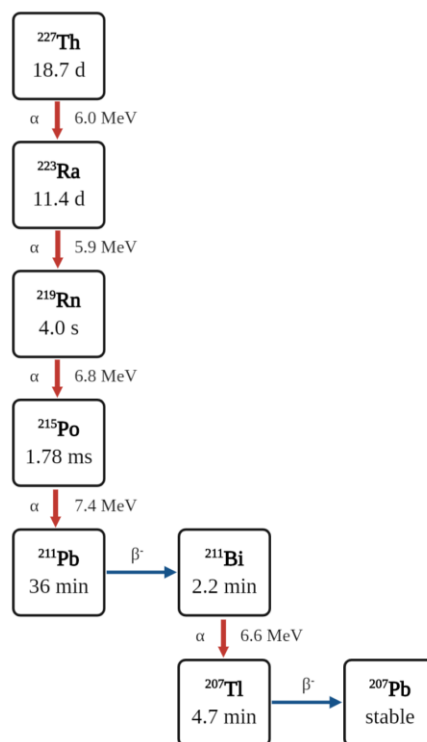 ²²⁷Th
18.7 d
α 6.0 MeV
²²³Ra
11.4 d
α 5.9 MeV
²¹⁹Rn
4.0 s
α 6.8 MeV
²¹⁵Po
1.78 ms
α 7.4 MeV
²¹¹Pb
36 min
β⁻
²¹¹Bi
2.2 min
α 6.6 MeV
²⁰⁷Tl
4.7 min
β⁻
²⁰⁷Pb
stable